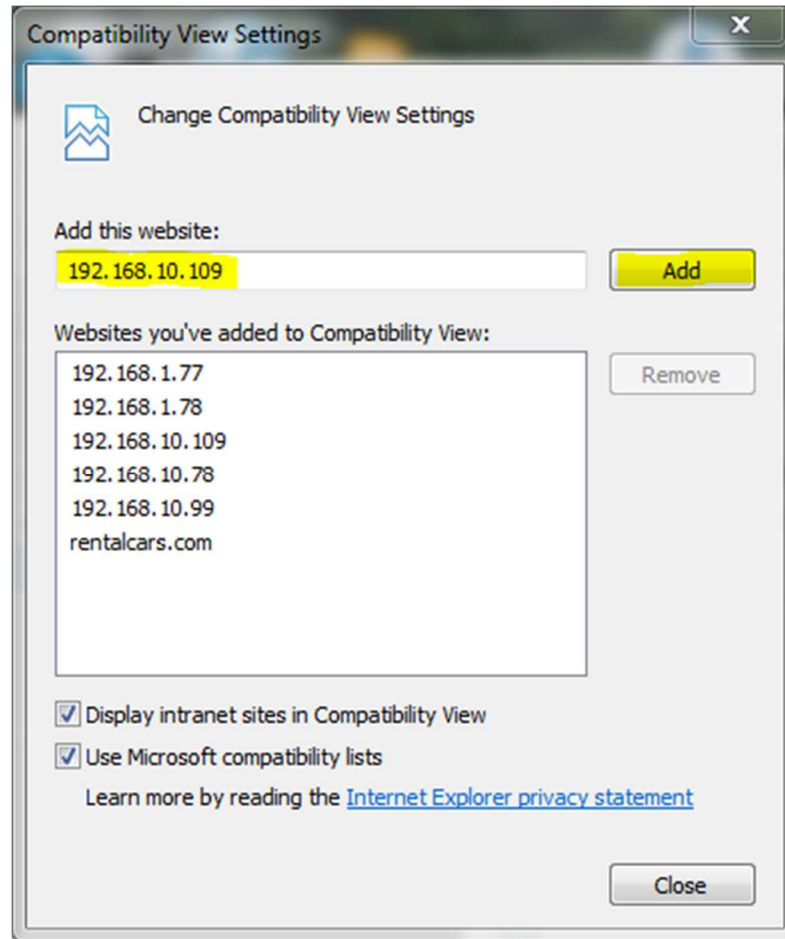 Compatibility View Settings
X
Change Compatibility View Settings
Add this website:
192.168.10.109
Add
Websites you've added to Compatibility View:
192.168.1.77
Remove
192.168.1.78
192.168.10.109
192.168.10.78
192.168.10.99
rentalcars.com
Display intranet sites in Compatibility View
Use Microsoft compatibility lists
Learn more by reading the Internet Explorer privacy statement
Close